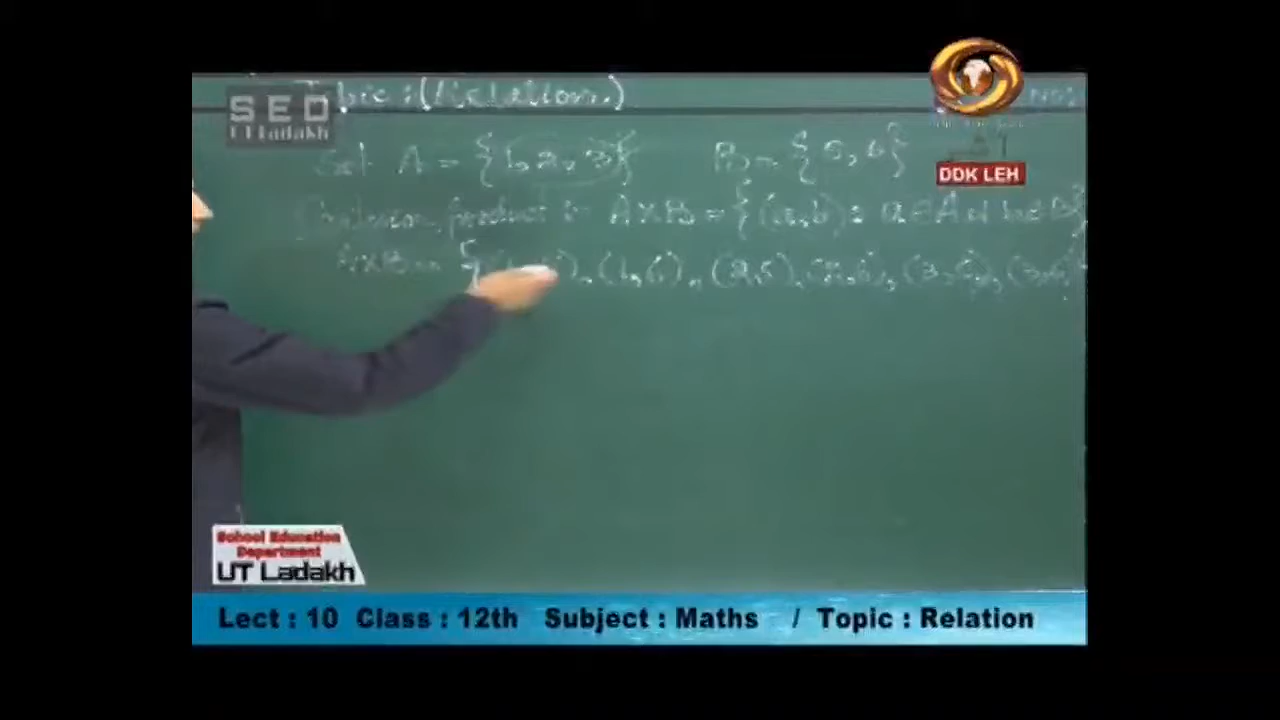 Topic : (Relation.)
SED
UT Ladakh
DDK LEH
Set A = {1, 2, 3} B = {5, 6}
Cartesian product is A×B = {(a, b) : a ∈ A d b ∈ B}
A×B = { ), (1, 6), (2, 5), (2, 6), (3, 5), (3, 6)
School Education
Department
UT Ladakh
Lect : 10 Class : 12th Subject : Maths / Topic : Relation